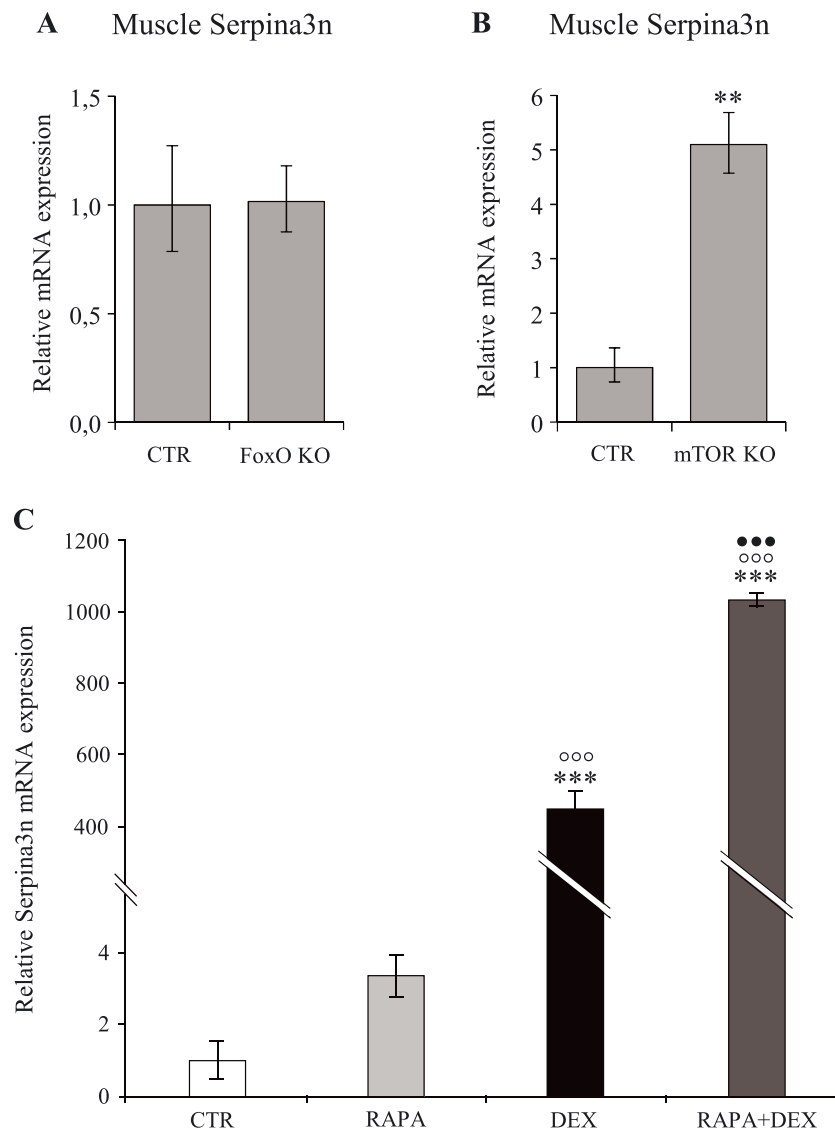 A Muscle Serpina3n
Relative mRNA expression
1,5
1,0
0,5
0,0
CTR FoxO KO
B Muscle Serpina3n
Relative mRNA expression
6
5
4
3
2
1
0
**
CTR mTOR KO
C
Relative Serpina3n mRNA expression
1200
1000
800
600
400
4
2
0
○○○
***
●●●
○○○
***
CTR RAPA DEX RAPA+DEX